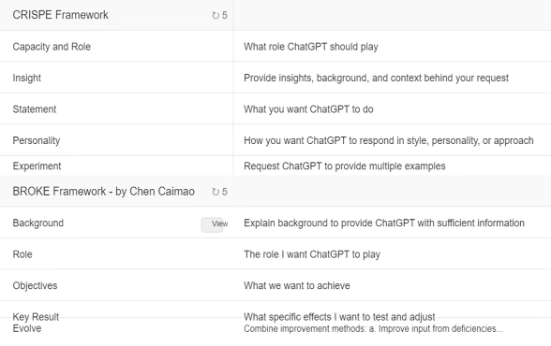 CRISPE Framework ↻ 5
Capacity and Role What role ChatGPT should play
Insight Provide insights, background, and context behind your request
Statement What you want ChatGPT to do
Personality How you want ChatGPT to respond in style, personality, or approach
Experiment Request ChatGPT to provide multiple examples
BROKE Framework - by Chen Caimao ↻ 5
Background View Explain background to provide ChatGPT with sufficient information
Role The role I want ChatGPT to play
Objectives What we want to achieve
Key Result What specific effects I want to test and adjust
Evolve Combine improvement methods: a. Improve input from deficiencies...